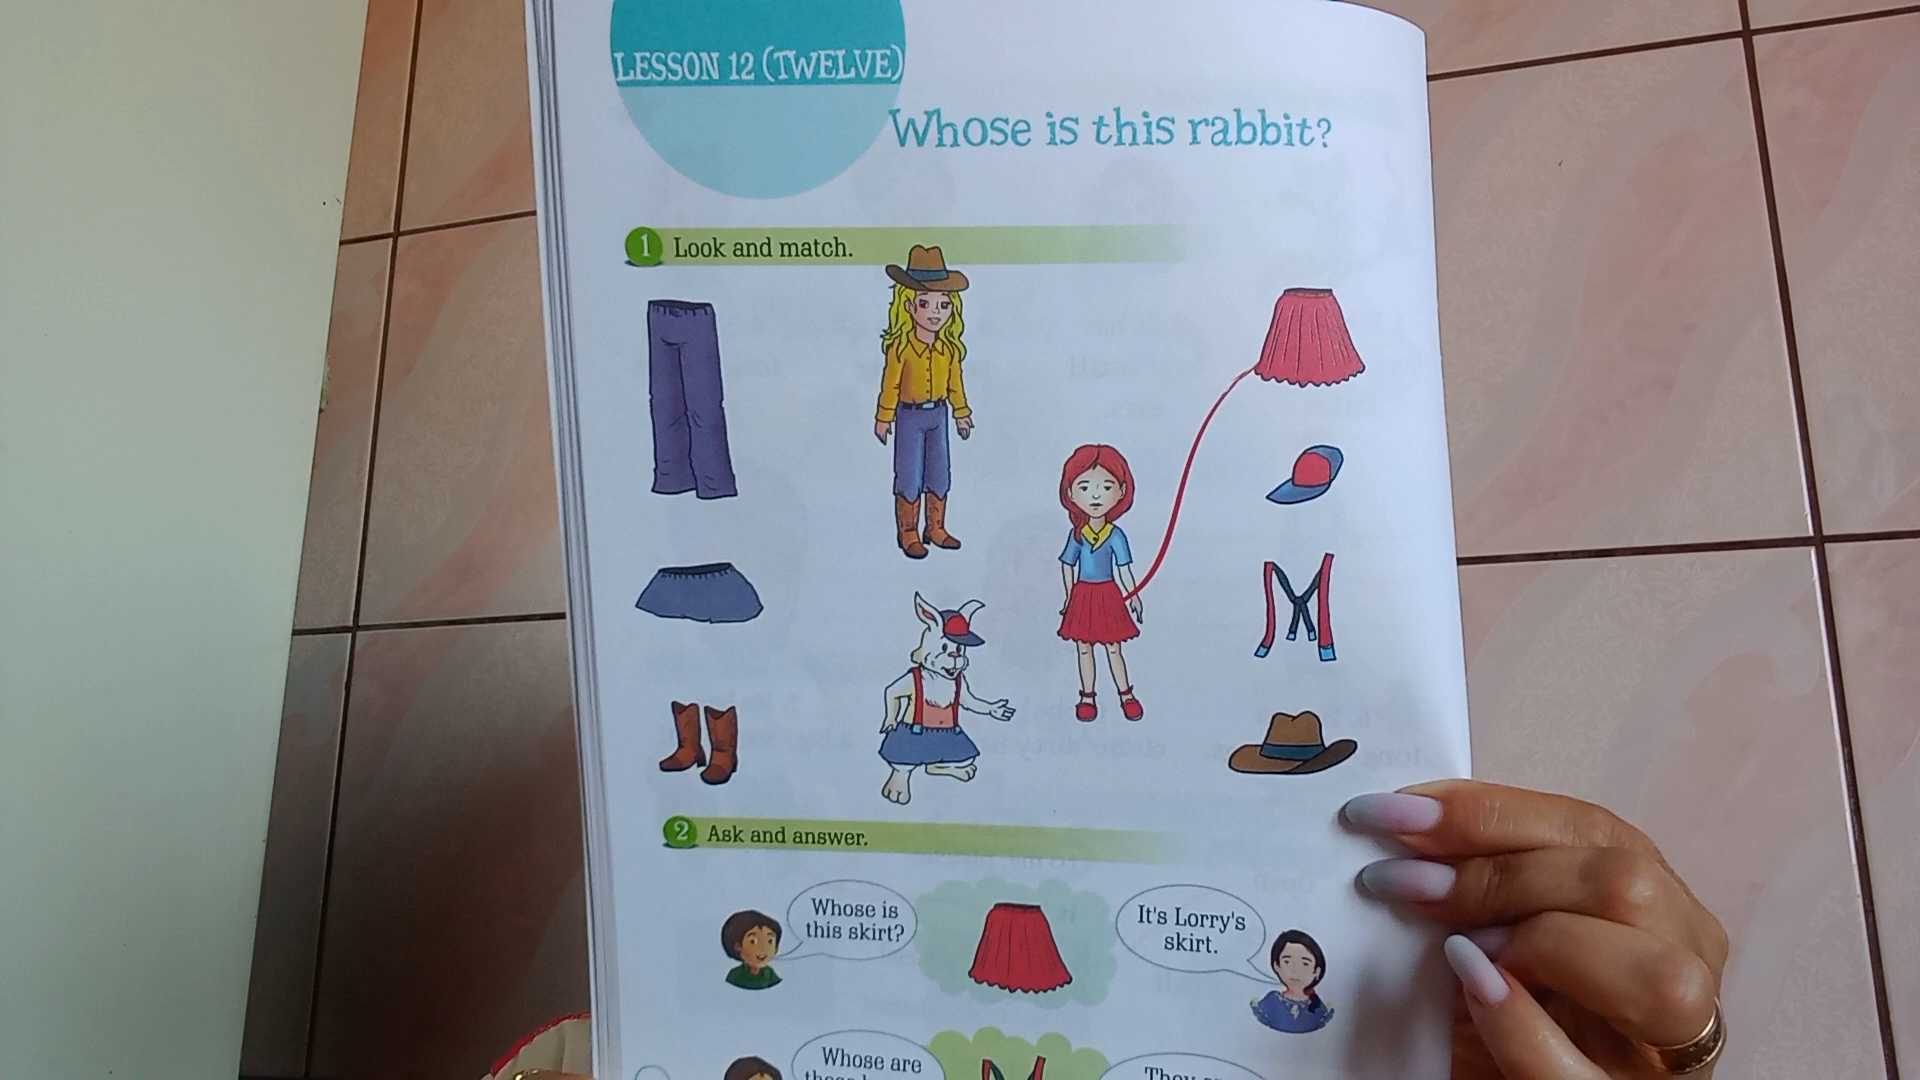 LESSON 12 (TWELVE)
Whose is this rabbit?
1 Look and match.
2 Ask and answer.
Whose is
this skirt?
It's Lorry's
skirt.
Whose are
They